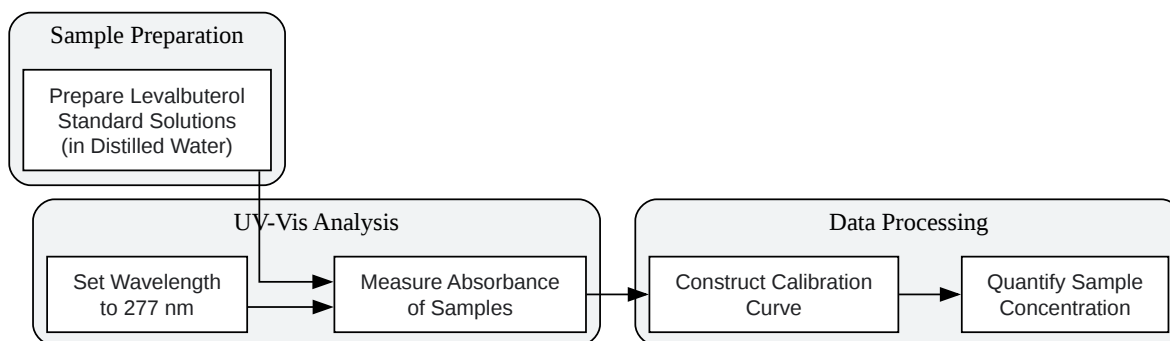 Sample Preparation
Prepare Levalbuterol
Standard Solutions
(in Distilled Water)
UV-Vis Analysis
Set Wavelength
to 277 nm
Measure Absorbance
of Samples
Data Processing
Construct Calibration
Curve
Quantify Sample
Concentration